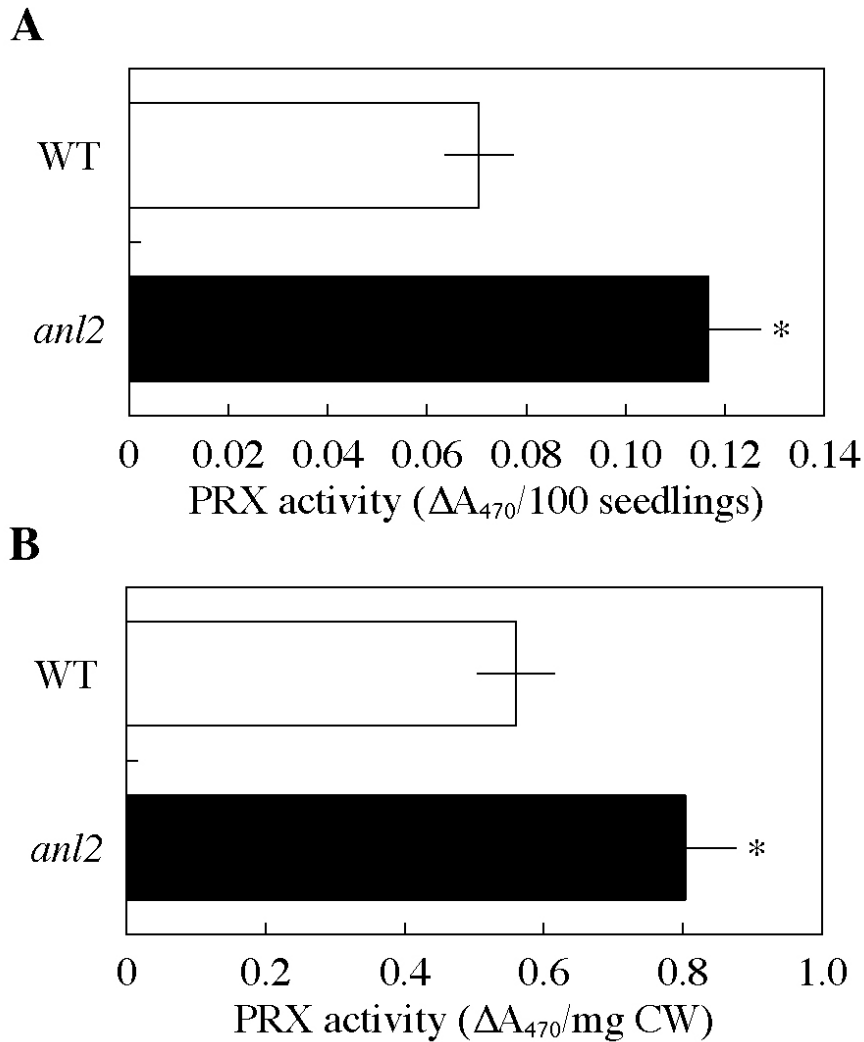 A
WT
anl2
*
0 0.02 0.04 0.06 0.08 0.10 0.12 0.14
PRX activity (ΔA₄₇₀/100 seedlings)
B
WT
anl2
*
0 0.2 0.4 0.6 0.8 1.0
PRX activity (ΔA₄₇₀/mg CW)